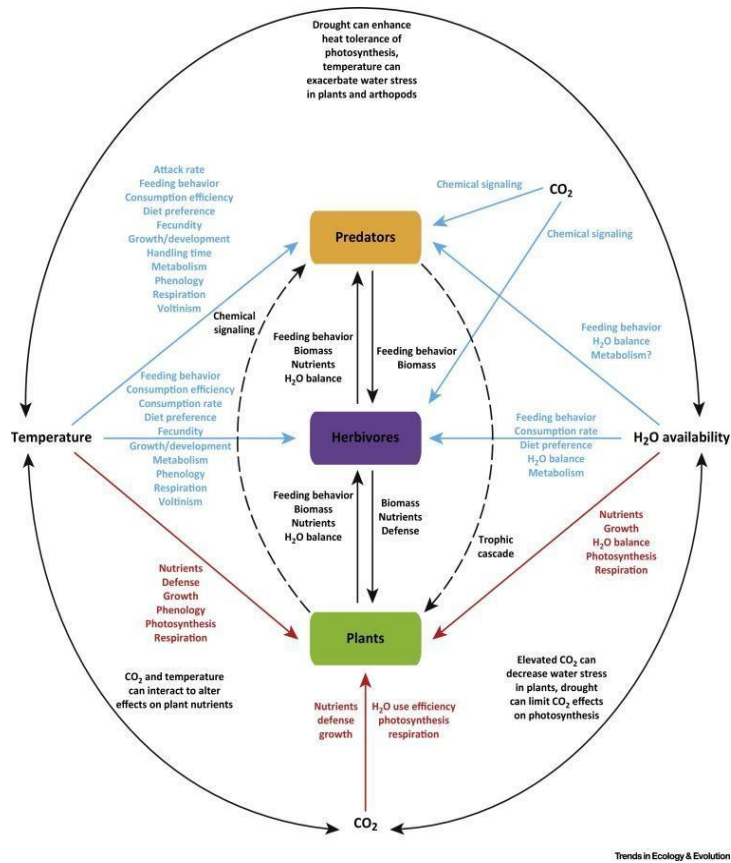 Drought can enhance
heat tolerance of
photosynthesis,
temperature can
exacerbate water stress
in plants and arthopods
Attack rate
Feeding behavior
Consumption efficiency
Diet preference
Fecundity
Growth/development
Handling time
Metabolism
Phenology
Respiration
Voltinism
Chemical signaling
CO₂
Chemical signaling
Predators
Chemical
signaling
Feeding behavior
Biomass
Nutrients
H₂O balance
Feeding behavior
Biomass
Feeding behavior
H₂O balance
Metabolism?
Feeding behavior
Consumption efficiency
Consumption rate
Diet preference
Fecundity
Growth/development
Metabolism
Phenology
Respiration
Voltinism
Temperature
Herbivores
Feeding behavior
Consumption rate
Diet preference
H₂O balance
Metabolism
H₂O availability
Feeding behavior
Biomass
Nutrients
H₂O balance
Biomass
Nutrients
Defense
Trophic
cascade
Nutrients
Growth
H₂O balance
Photosynthesis
Respiration
Nutrients
Defense
Growth
Phenology
Photosynthesis
Respiration
Plants
CO₂ and temperature
can interact to alter
effects on plant nutrients
Nutrients
defense
growth
H₂O use efficiency
photosynthesis
respiration
Elevated CO₂ can
decrease water stress
in plants, drought
can limit CO₂ effects
on photosynthesis
CO₂
Trends in Ecology & Evolution